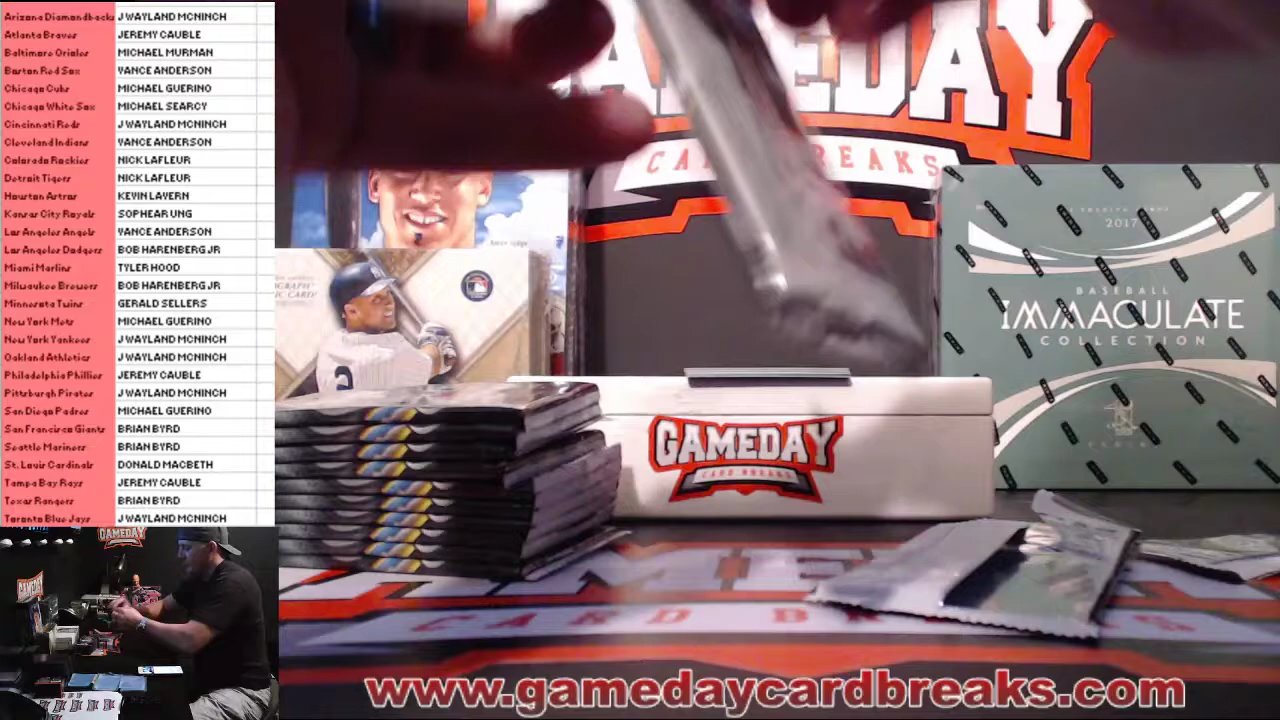 Arizona Diamondbacks J WAYLAND MCNINCH
Atlanta Braves JEREMY CAUBLE
Baltimore Orioles MICHAEL MURMAN
Boston Red Sox VANCE ANDERSON
Chicago Cubs MICHAEL GUERINO
Chicago White Sox MICHAEL SEARCY
Cincinnati Reds J WAYLAND MCNINCH
Cleveland Indians VANCE ANDERSON
Colorado Rockies NICK LAFLEUR
Detroit Tigers NICK LAFLEUR
Houston Astros KEVIN LAVERN
Kansas City Royals SOPHEAR UNG
Los Angeles Angels VANCE ANDERSON
Los Angeles Dodgers BOB HARENBERG JR
Miami Marlins TYLER HOOD
Milwaukee Brewers BOB HARENBERG JR
Minnesota Twins GERALD SELLERS
New York Mets MICHAEL GUERINO
New York Yankees J WAYLAND MCNINCH
Oakland Athletics J WAYLAND MCNINCH
Philadelphia Phillies JEREMY CAUBLE
Pittsburgh Pirates J WAYLAND MCNINCH
San Diego Padres MICHAEL GUERINO
San Francisco Giants BRIAN BYRD
Seattle Mariners BRIAN BYRD
St. Louis Cardinals DONALD MACBETH
Tampa Bay Rays JEREMY CAUBLE
Texas Rangers BRIAN BYRD
Toronto Blue Jays J WAYLAND MCNINCH
2017
BASEBALL
IMMACULATE
COLLECTION
2
GAMEDAY
CARD BREAKS
GAMEDAY
GAMEDAY
www.gamedaycardbreaks.com